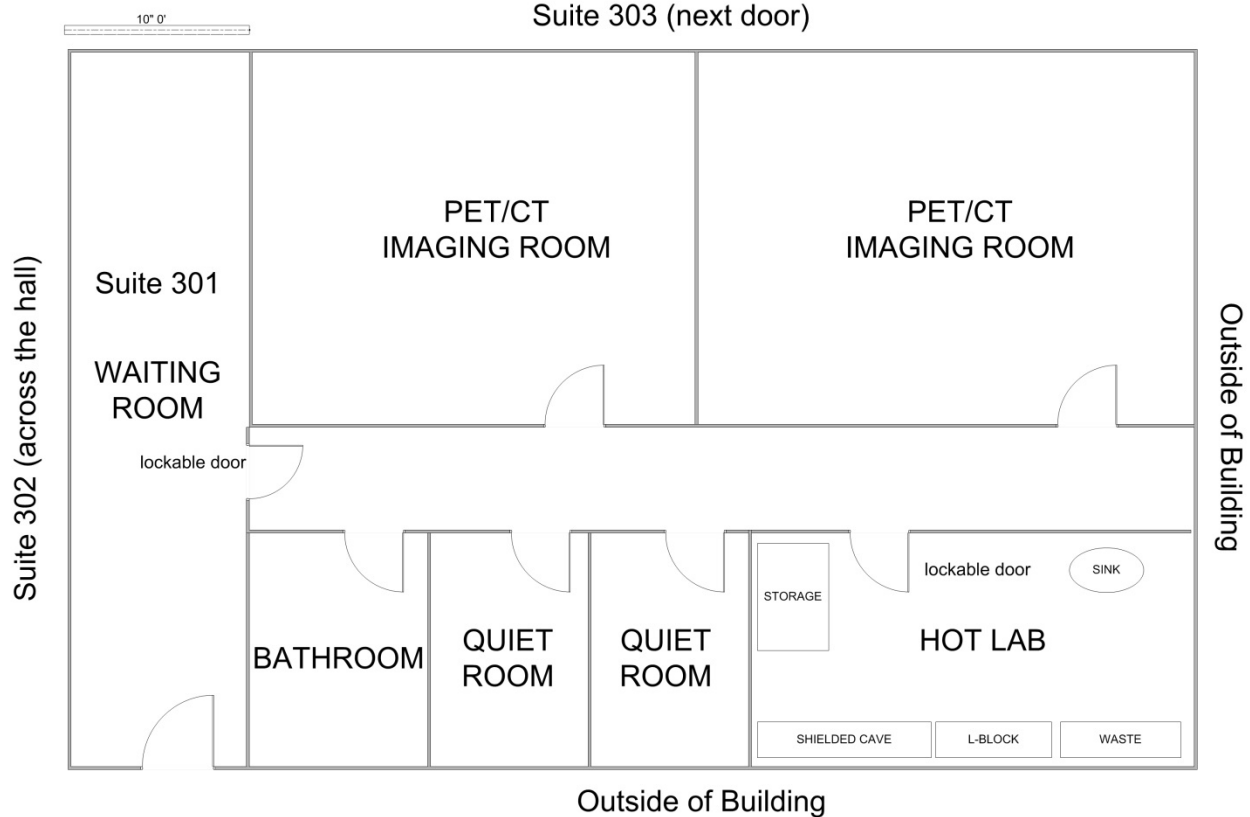 10" 0'
Suite 303 (next door)
PET/CT
IMAGING ROOM
PET/CT
IMAGING ROOM
Suite 301
WAITING
ROOM
Suite 302 (across the hall)
Outside of Building
lockable door
lockable door
SINK
STORAGE
BATHROOM
QUIET
ROOM
QUIET
ROOM
HOT LAB
SHIELDED CAVE
L-BLOCK
WASTE
Outside of Building